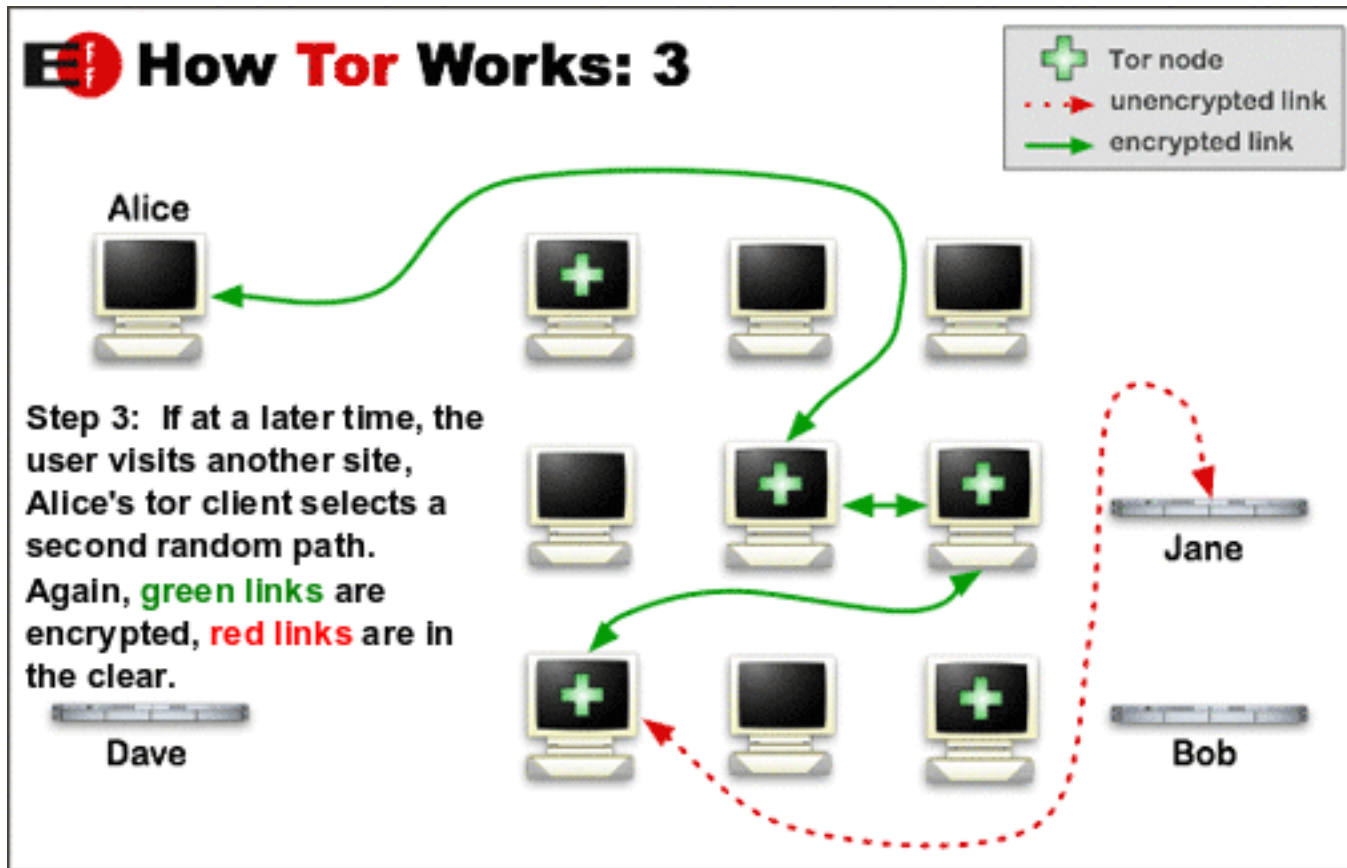 EFF How Tor Works: 3
Tor node
unencrypted link
encrypted link
Alice
Step 3: If at a later time, the
user visits another site,
Alice's tor client selects a
second random path.
Again, green links are
encrypted, red links are in
the clear.
Jane
Dave
Bob